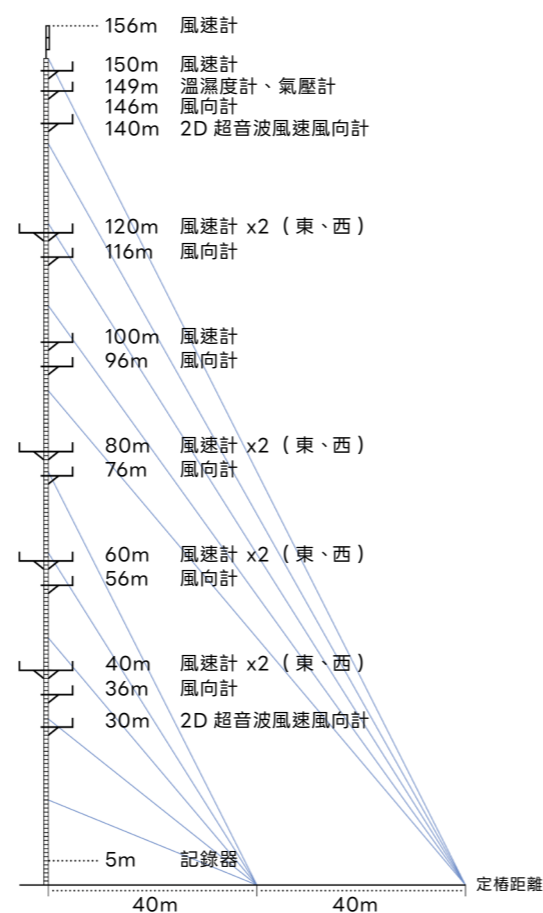 156m 風速計
150m 風速計
149m 溫濕度計、氣壓計
146m 風向計
140m 2D 超音波風速風向計
120m 風速計 x2（東、西）
116m 風向計
100m 風速計
96m 風向計
80m 風速計 x2（東、西）
76m 風向計
60m 風速計 x2（東、西）
56m 風向計
40m 風速計 x2（東、西）
36m 風向計
30m 2D 超音波風速風向計
5m 記錄器
定樁距離
40m 40m